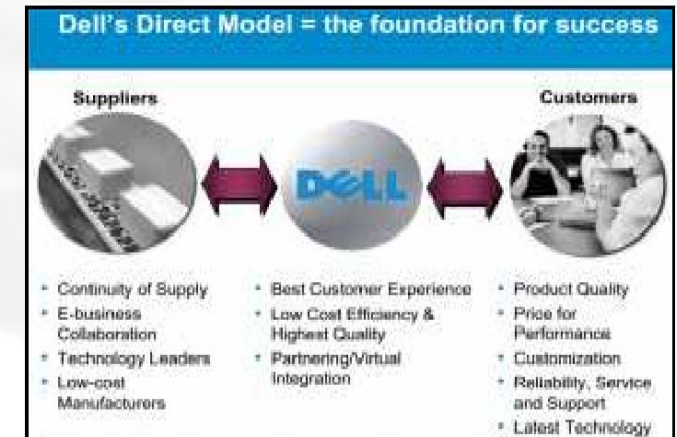 Dell's Direct Model = the foundation for success
Suppliers
Customers
DELL
• Continuity of Supply
• E-business
Collaboration
• Technology Leaders
• Low-cost
Manufacturers
• Best Customer Experience
• Low Cost Efficiency &
Highest Quality
• Partnering/Virtual
Integration
• Product Quality
• Price for
Performance
• Customization
• Reliability, Service
and Support
• Latest Technology